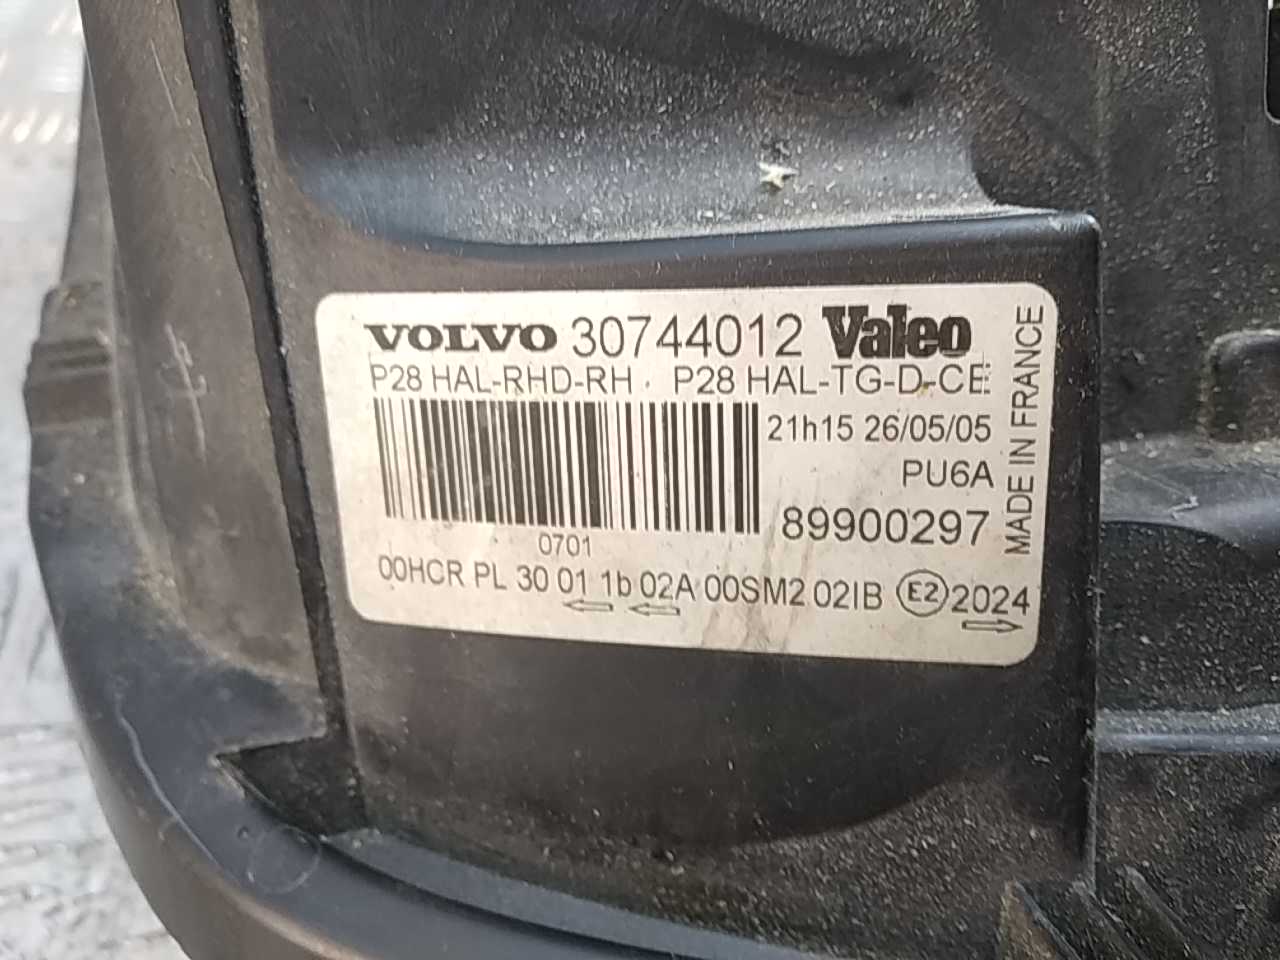 VOLVO 30744012 Valeo
P28 HAL-RHD-RH. P28 HAL-TG-D-CE
21h15 26/05/05
PU6A
89900297
0701
00HCR PL 30 01 1b 02A 00SM2 02IB E2 2024
MADE IN FRANCE